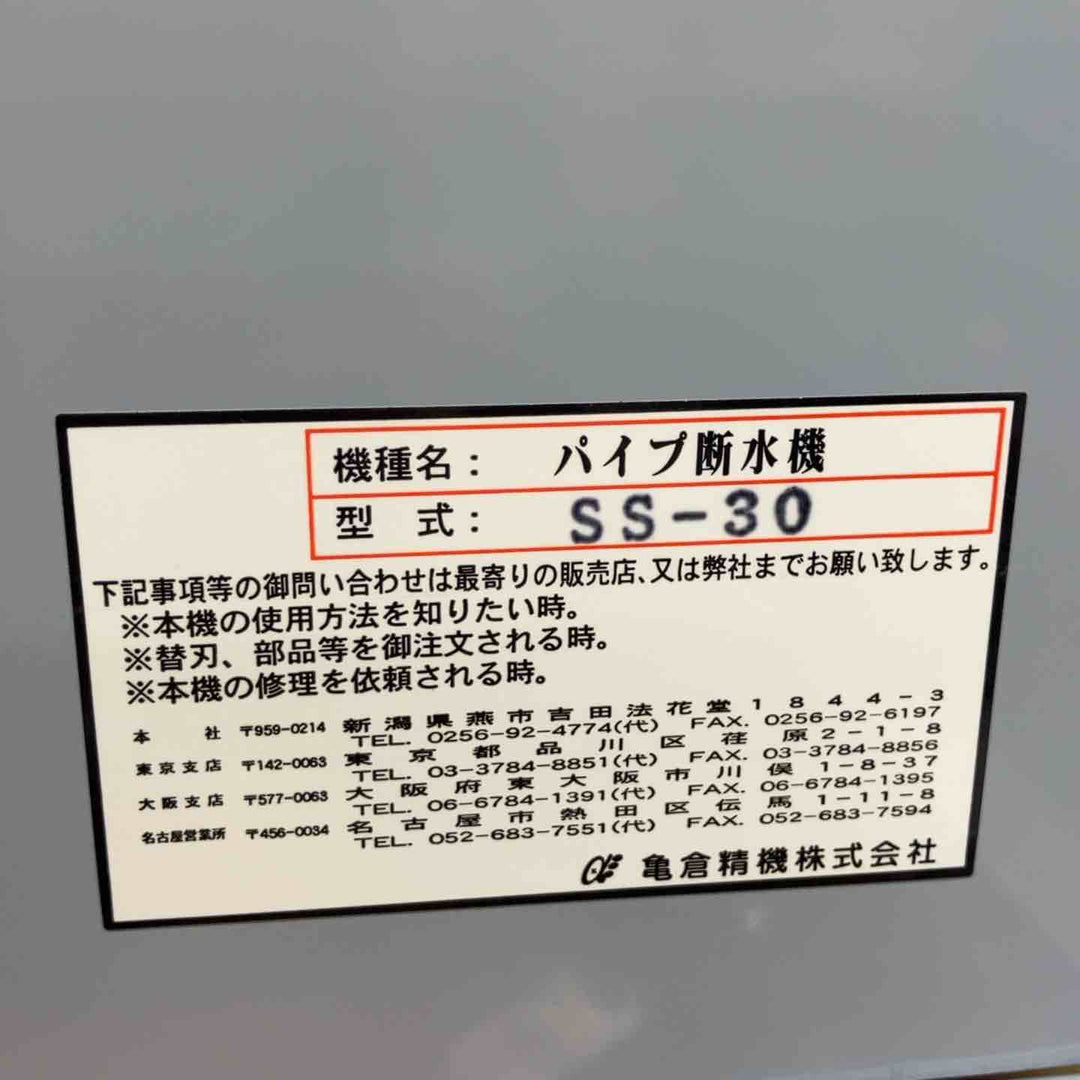 機種名： パイプ断水機
型　式： SS-30
下記事項等の御問い合わせは最寄りの販売店、又は弊社までお願い致します。
※本機の使用方法を知りたい時。
※替刃、部品等を御注文される時。
※本機の修理を依頼される時。
本　社 〒959-0214 新潟県燕市吉田法花堂1844-3
TEL. 0256-92-4774(代) FAX. 0256-92-6197
東京支店 〒142-0063 東京都品川区荏原2-1-8
TEL. 03-3784-8851(代) FAX. 03-3784-8856
大阪支店 〒577-0063 大阪府東大阪市川俣1-8-37
TEL. 06-6784-1391(代) FAX. 06-6784-1395
名古屋営業所 〒456-0034 名古屋市熱田区伝馬1-11-8
TEL. 052-683-7551(代) FAX. 052-683-7594
亀倉精機株式会社